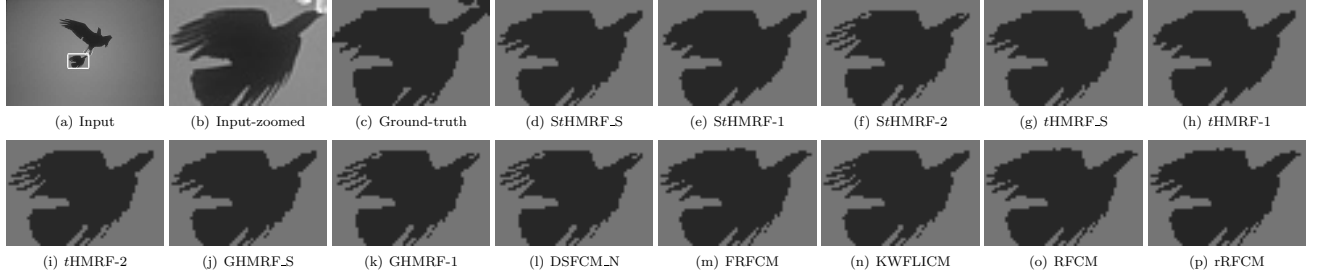 (a) Input
(b) Input-zoomed
(c) Ground-truth
(d) StHMRF_S
(e) StHMRF-1
(f) StHMRF-2
(g) tHMRF_S
(h) tHMRF-1
(i) tHMRF-2
(j) GHMRF_S
(k) GHMRF-1
(l) DSFCM_N
(m) FRFCM
(n) KWFLICM
(o) RFCM
(p) rRFCM